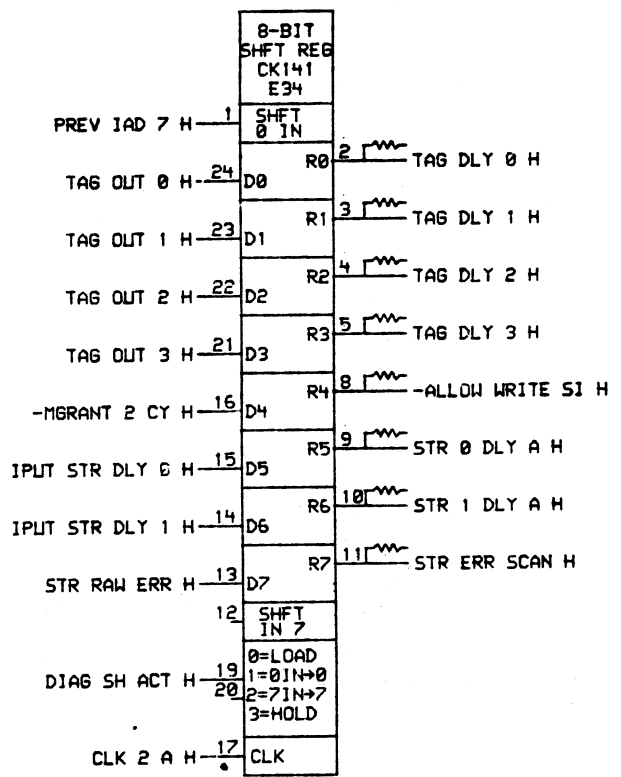 8-BIT
SHFT REG
CK141
E34
PREV IAD 7 H 1 SHFT
0 IN
R0 2 TAG DLY 0 H
TAG OUT 0 H 24 D0
R1 3 TAG DLY 1 H
TAG OUT 1 H 23 D1
R2 4 TAG DLY 2 H
TAG OUT 2 H 22 D2
R3 5 TAG DLY 3 H
TAG OUT 3 H 21 D3
R4 8 -ALLOW WRITE SI H
-MGRANT 2 CY H 16 D4
R5 9 STR 0 DLY A H
IPUT STR DLY H 15 D5
R6 10 STR 1 DLY A H
IPUT STR DLY 1 H 14 D6
R7 11 STR ERR SCAN H
STR RAW ERR H 13 D7
12 SHFT
IN 7
0=LOAD
DIAG SH ACT H 19 1=0IN→0
20 2=7IN→7
3=HOLD
CLK 2 A H 17 CLK